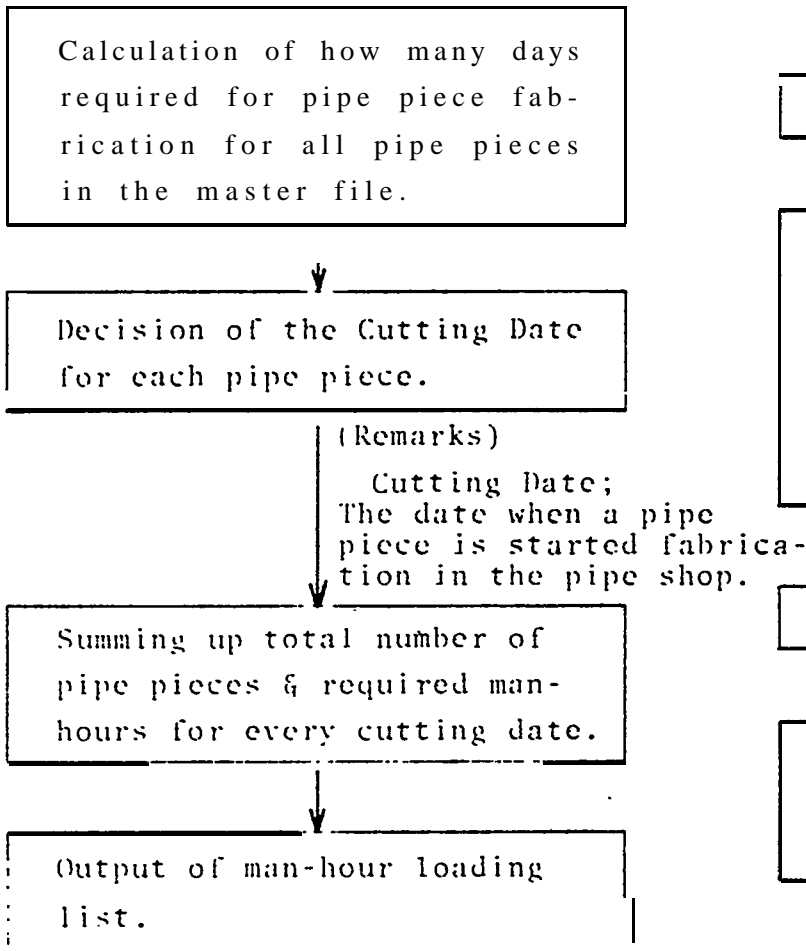 Calculation of how many days
required for pipe piece fab-
rication for all pipe pieces
in the master file.
Decision of the Cutting Date
for each pipe piece.
(Remarks)
Cutting Date;
The date when a pipe
piece is started fabrica-
tion in the pipe shop.
Summing up total number of
pipe pieces & required man-
hours for every cutting date.
Output of man-hour loading
list.